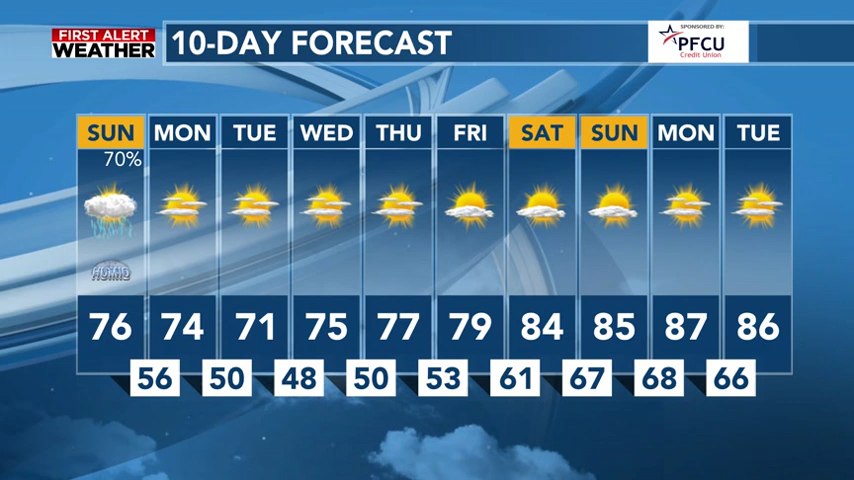 FIRST ALERT
WEATHER
10-DAY FORECAST
SPONSORED BY:
PFCU
Credit Union
SUN MON TUE WED THU FRI SAT SUN MON TUE
70%
HUMID
76 74 71 75 77 79 84 85 87 86
56 50 48 50 53 61 67 68 66